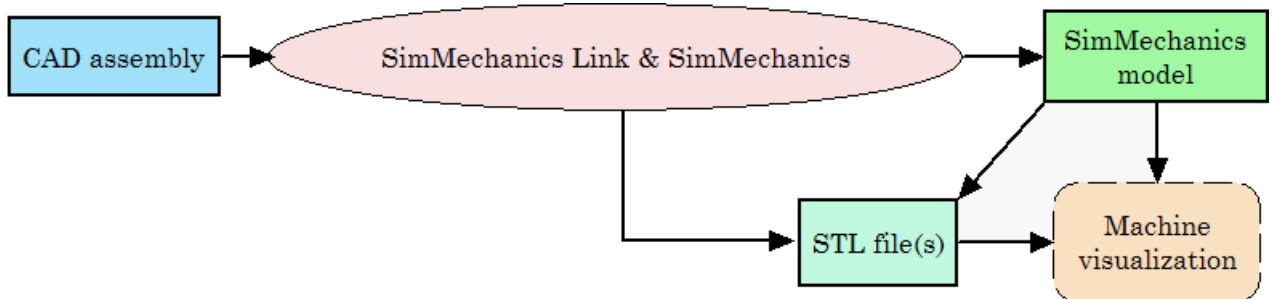 CAD assembly
SimMechanics Link & SimMechanics
SimMechanics
model
STL file(s)
Machine
visualization